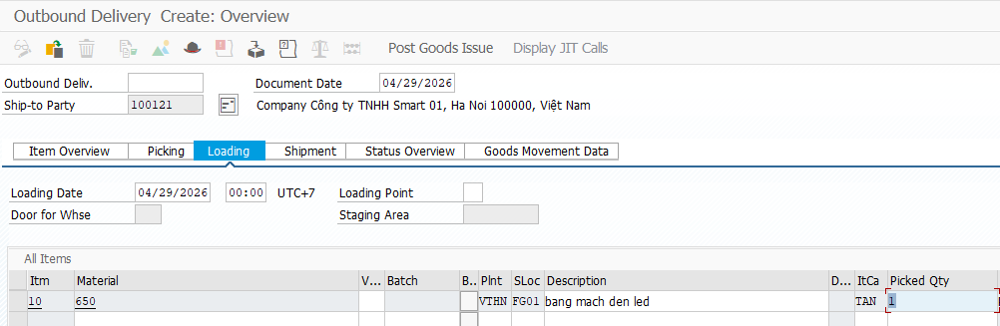 Outbound Delivery Create: Overview
Post Goods Issue Display JIT Calls
Outbound Deliv. Document Date 04/29/2026
Ship-to Party 100121 Company Công ty TNHH Smart 01, Ha Noi 100000, Việt Nam
Item Overview Picking Loading Shipment Status Overview Goods Movement Data
Loading Date 04/29/2026 00:00 UTC+7 Loading Point
Door for Whse Staging Area
All Items
Itm Material V... Batch B.. Plnt SLoc Description D... ItCa Picked Qty
10 650 VTHN FG01 bang mach den led TAN 1